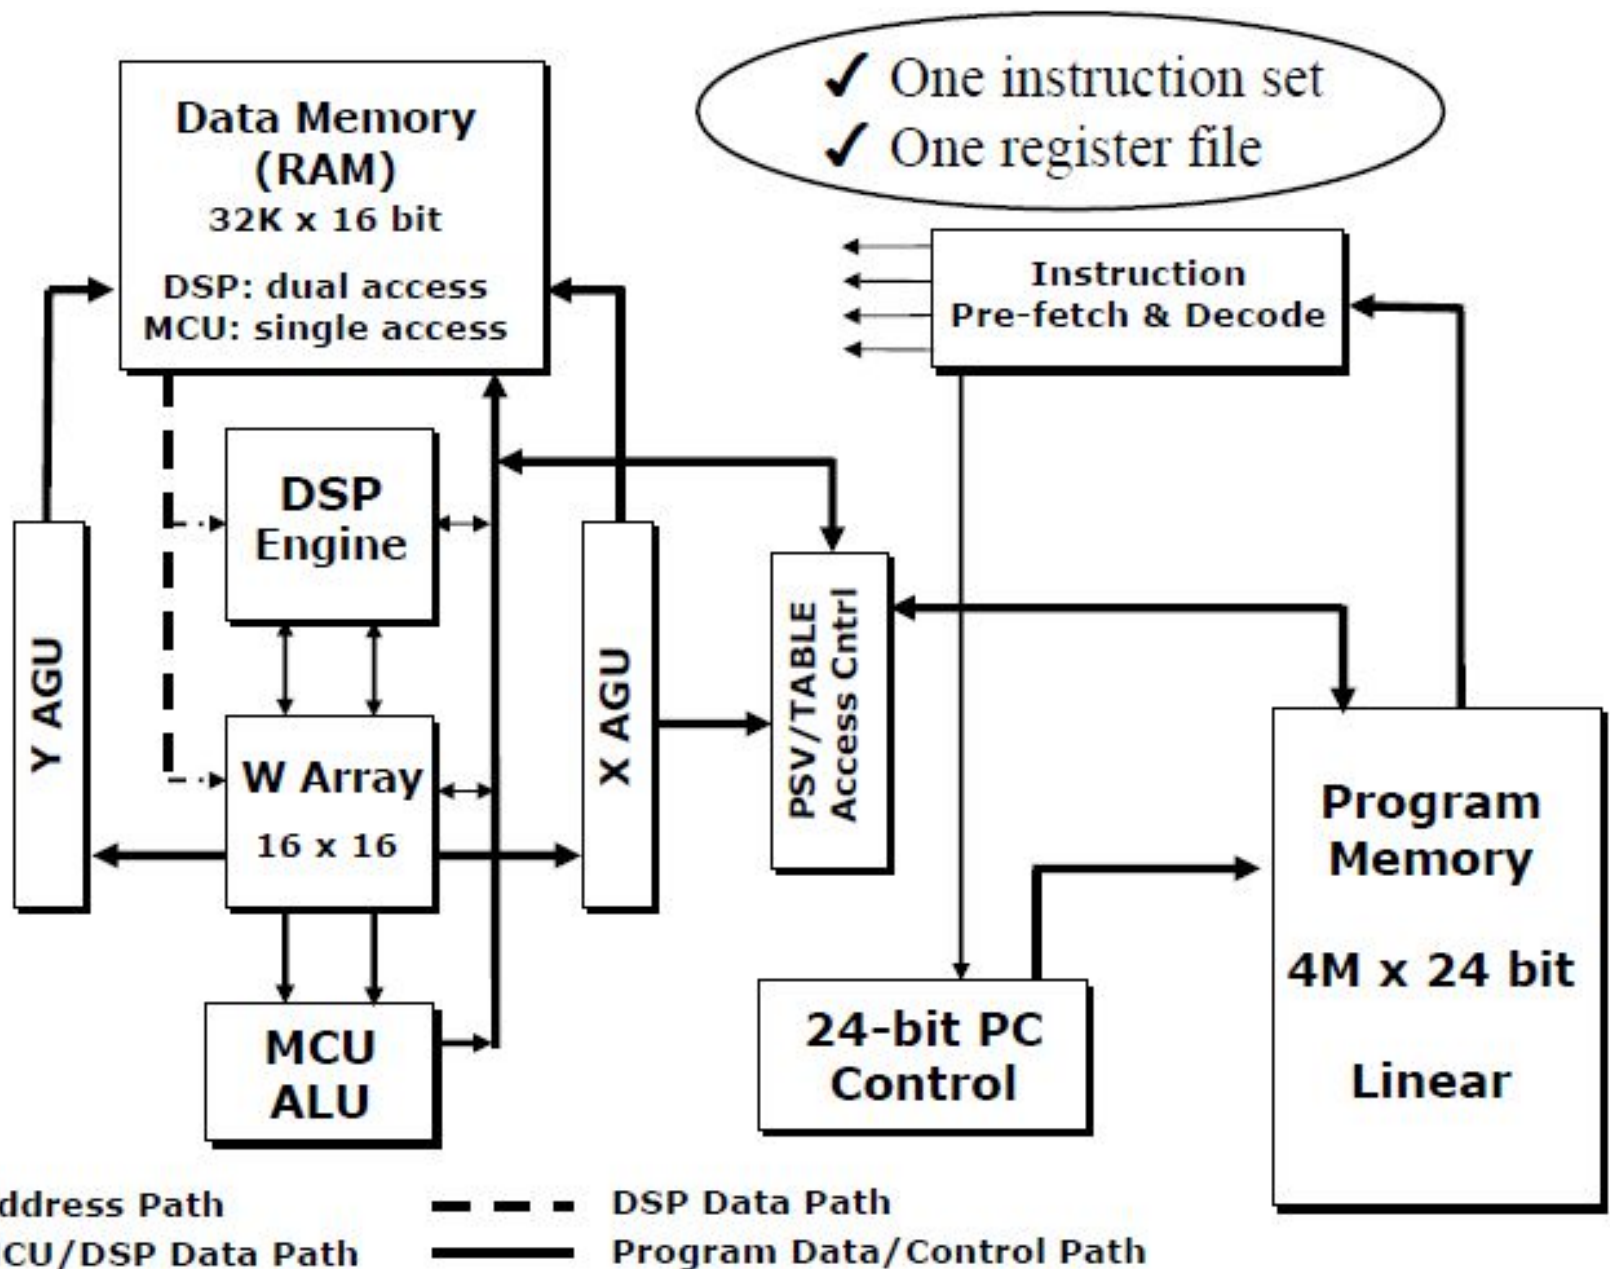 ✓ One instruction set
✓ One register file
Data Memory
(RAM)
32K x 16 bit
DSP: dual access
MCU: single access
Instruction
Pre-fetch & Decode
DSP
Engine
Y AGU
X AGU
PSV/TABLE
Access Cntrl
W Array
16 x 16
Program
Memory
4M x 24 bit
Linear
MCU
ALU
24-bit PC
Control
ddress Path
DSP Data Path
CU/DSP Data Path
Program Data/Control Path